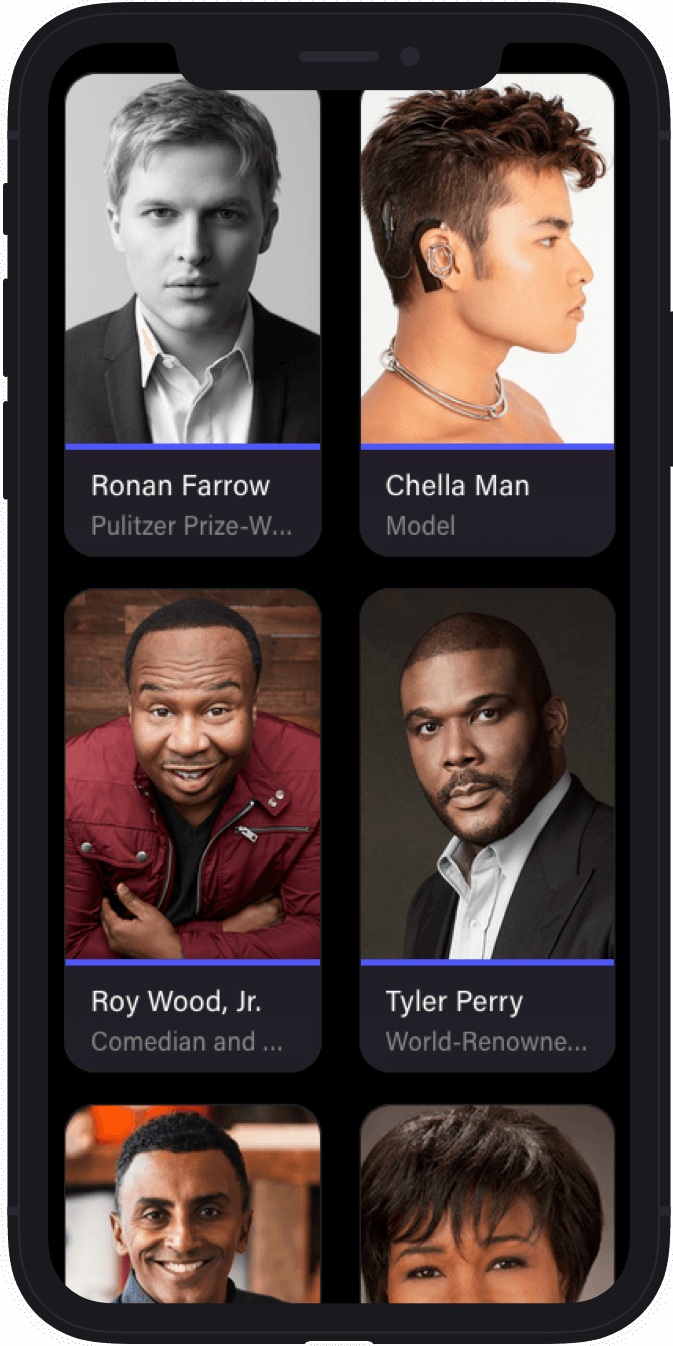 Ronan Farrow
Pulitzer Prize-W...
Chella Man
Model
Roy Wood, Jr.
Comedian and ...
Tyler Perry
World-Renowne...